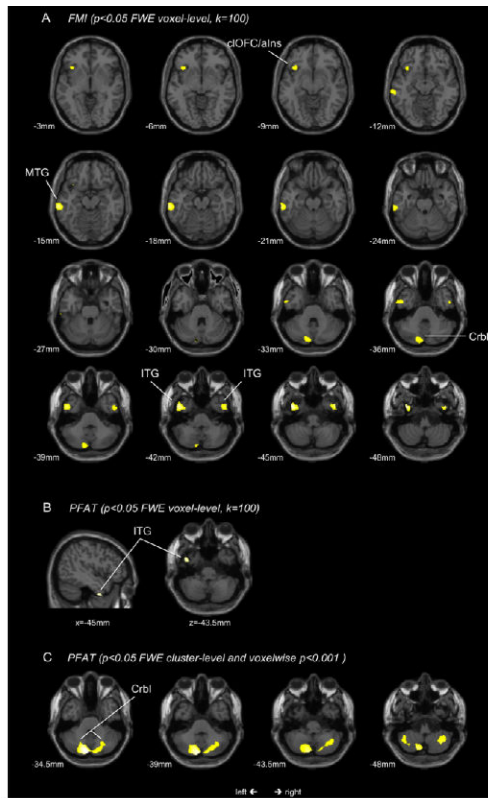 A FMI (p<0.05 FWE voxel-level, k=100)
clOFC/aIns
-3mm -6mm -9mm -12mm
MTG
-15mm -18mm -21mm -24mm
-27mm -30mm -33mm -36mm
Crbl
ITG ITG
-39mm -42mm -45mm -48mm
B PFAT (p<0.05 FWE voxel-level, k=100)
ITG
x=-45mm z=-43.5mm
C PFAT (p<0.05 FWE cluster-level and voxelwise p<0.001 )
Crbl
-34.5mm -39mm -43.5mm -48mm
left ← → right